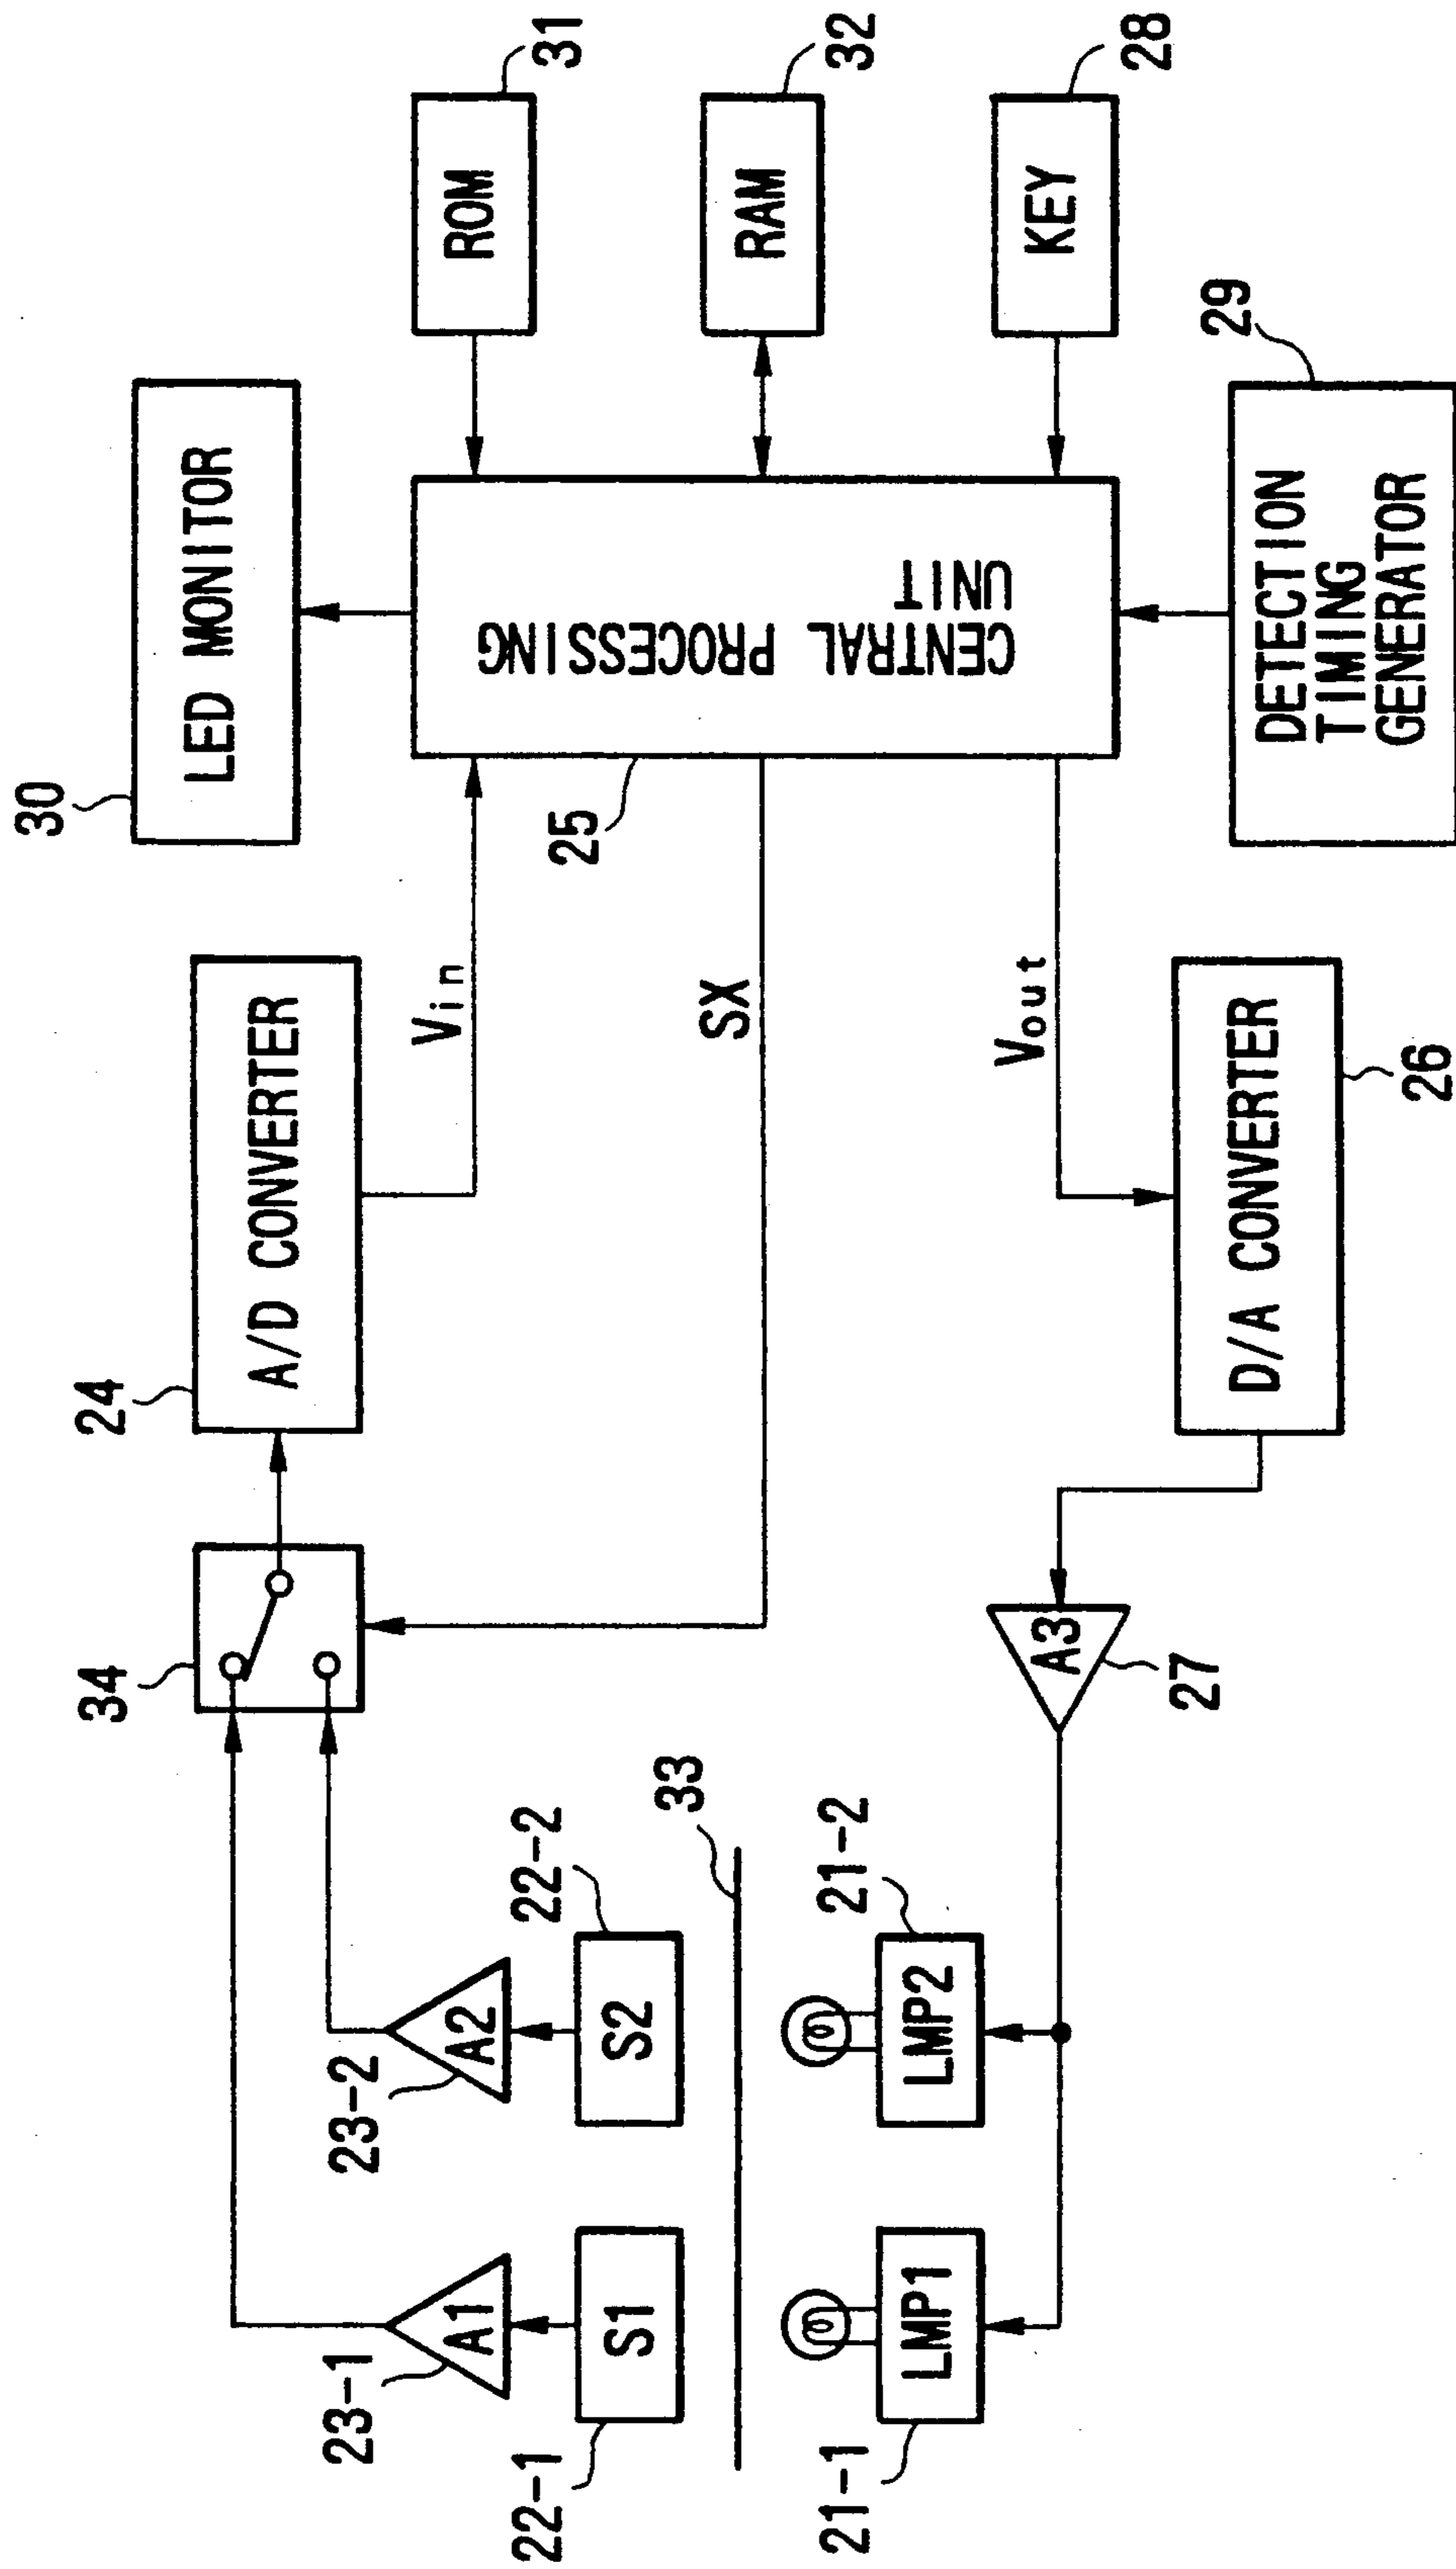 30
LED MONITOR
31
ROM
32
RAM
28
KEY
29
DETECTION
TIMING
GENERATOR
CENTRAL PROCESSING
UNIT
25
24
A/D CONVERTER
Vin
SX
Vout
D/A CONVERTER
26
34
A3
27
33
23-1
A1
23-2
A2
22-1
S1
22-2
S2
21-1
LMP1
21-2
LMP2